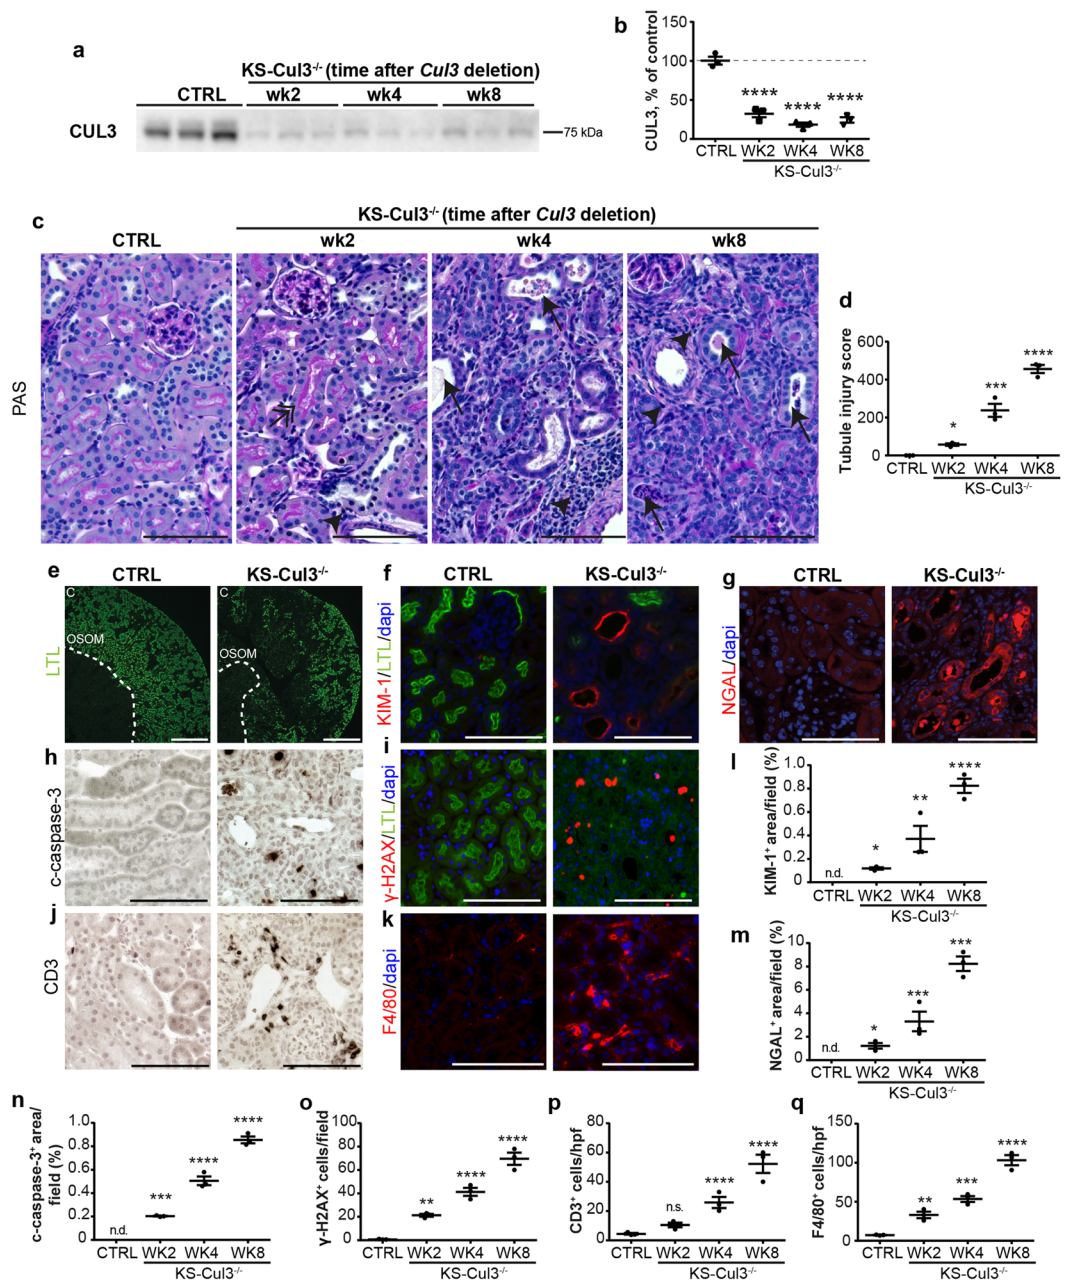 a
KS-Cul3-/- (time after Cul3 deletion)
CTRL wk2 wk4 wk8
CUL3
75 kDa
b
CUL3, % of control
150
100
50
0
**** **** ****
CTRL WK2 WK4 WK8
KS-Cul3-/-
c
KS-Cul3-/- (time after Cul3 deletion)
CTRL wk2 wk4 wk8
PAS
d
Tubule injury score
600
400
200
0
* *** ****
CTRL WK2 WK4 WK8
KS-Cul3-/-
e
CTRL KS-Cul3-/-
LTL
C
OSOM
C
OSOM
f
CTRL KS-Cul3-/-
KIM-1/LTL/dapi
g
CTRL KS-Cul3-/-
NGAL/dapi
h
c-caspase-3
i
γ-H2AX/LTL/dapi
j
CD3
k
F4/80/dapi
l
KIM-1+ area/field (%)
1.0
0.8
0.6
0.4
0.2
0
n.d. * ** ****
CTRL WK2 WK4 WK8
KS-Cul3-/-
m
NGAL+ area/field (%)
10
8
6
4
2
0
n.d. * *** ***
CTRL WK2 WK4 WK8
KS-Cul3-/-
n
c-caspase-3+ area/
field (%)
1.0
0.8
0.6
0.4
0.2
0
n.d. *** **** ****
CTRL WK2 WK4 WK8
KS-Cul3-/-
o
γ-H2AX+ cells/field
100
80
60
40
20
0
** **** ****
CTRL WK2 WK4 WK8
KS-Cul3-/-
p
CD3+ cells/hpf
80
60
40
20
0
n.s. **** ****
CTRL WK2 WK4 WK8
KS-Cul3-/-
q
F4/80+ cells/hpf
150
100
50
0
** *** ****
CTRL WK2 WK4 WK8
KS-Cul3-/-